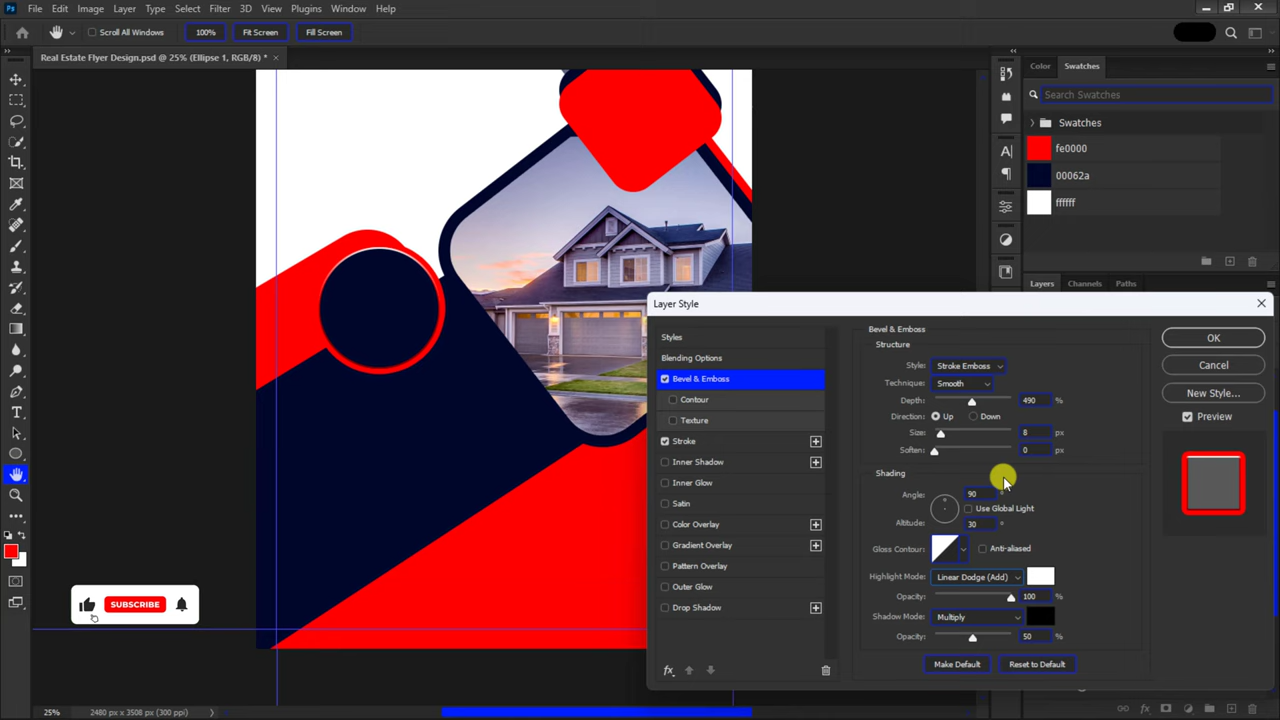 Ps File Edit Image Layer Type Select Filter 3D View Plugins Window Help
Scroll All Windows 100% Fit Screen Fill Screen
Real Estate Flyer Design.psd @ 25% (Ellipse 1, RGB/8) *
Color Swatches
Search Swatches
Swatches
fe0000
00062a
ffffff
Layers Channels Paths
Layer Style
Styles
Blending Options
Bevel & Emboss
Contour
Texture
Stroke
Inner Shadow
Inner Glow
Satin
Color Overlay
Gradient Overlay
Pattern Overlay
Outer Glow
Drop Shadow
fx
Bevel & Emboss
Structure
Style: Stroke Emboss
Technique: Smooth
Depth: 490 %
Direction: Up Down
Size: 8 px
Soften: 0 px
Shading
Angle: 90 °
Use Global Light
Altitude: 30 °
Gloss Contour: Anti-aliased
Highlight Mode: Linear Dodge (Add)
Opacity: 100 %
Shadow Mode: Multiply
Opacity: 50 %
Make Default Reset to Default
OK
Cancel
New Style...
Preview
SUBSCRIBE
25% 2480 px x 3508 px (300 ppi)
fx